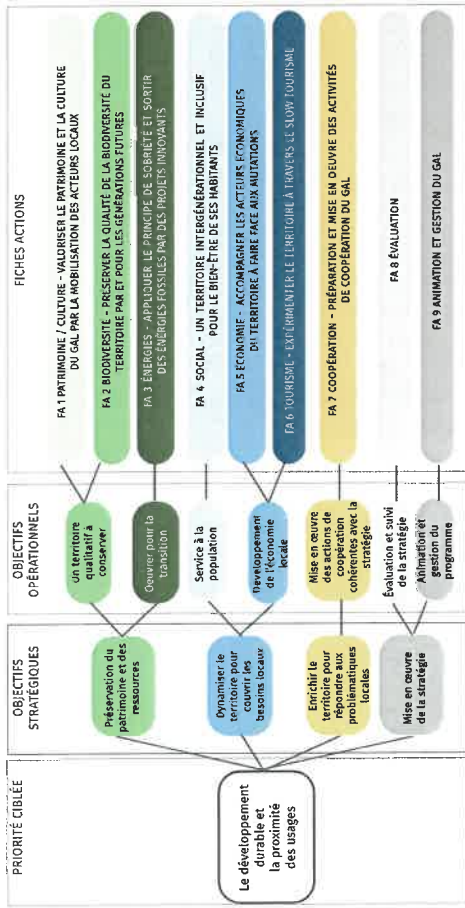 PRIORITÉ CIBLÉE
Le développement
durable et
la proximité
des usages
OBJECTIFS
STRATÉGIQUES
Préservation du
patrimoine et des
ressources
Dynamiser le
territoire pour
couvrir les
besoins locaux
Enrichir le
territoire pour
répondre aux
problématiques
locales
Mise en œuvre
de la stratégie
OBJECTIFS
OPÉRATIONNELS
Un territoire
qualitatif à
conserver
Oeuvrer pour la
transition
Service à la
population
Développement
de l'économie
locale
Mise en œuvre
des actions de
coopération
cohérentes avec la
stratégie
Évaluation et suivi
de la stratégie
Animation et
gestion du
programme
FICHES ACTIONS
FA 1 PATRIMOINE / CULTURE - VALORISER LE PATRIMOINE ET LA CULTURE
DU GAL PAR LA MOBILISATION DES ACTEURS LOCAUX
FA 2 BIODIVERSITÉ – PRÉSERVER LA QUALITÉ DE LA BIODIVERSITÉ DU
TERRITOIRE PAR ET POUR LES GÉNÉRATIONS FUTURES
FA 3 ÉNERGIES - APPLIQUER LE PRINCIPE DE SOBRIÉTÉ ET SORTIR
DES ÉNERGIES FOSSILES PAR DES PROJETS INNOVANTS
FA 4 SOCIAL – UN TERRITOIRE INTERGÉNÉRATIONNEL ET INCLUSIF
POUR LE BIEN-ÊTRE DE SES HABITANTS
FA 5 ÉCONOMIE - ACCOMPAGNER LES ACTEURS ECONOMIQUES
DU TERRITOIRE À FAIRE FACE AUX MUTATIONS
FA 6 TOURISME - EXPÉRIMENTER LE TERRITOIRE À TRAVERS LE SLOW TOURISME
FA 7 COOPÉRATION - PRÉPARATION ET MISE EN OEUVRE DES ACTIVITÉS
DE COOPÉRATION DU GAL
FA 8 ÉVALUATION
FA 9 ANIMATION ET GESTION DU GAL